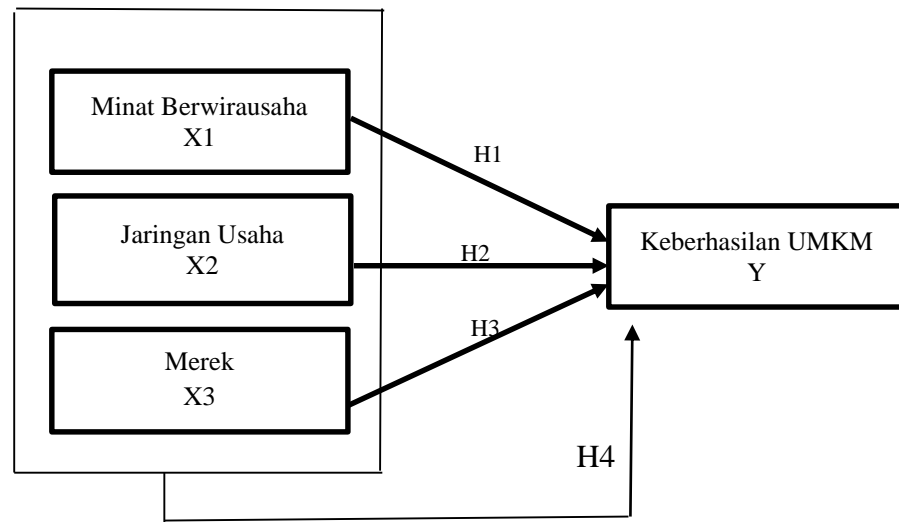 Minat Berwirausaha
X1
H1
Jaringan Usaha
X2
H2
Keberhasilan UMKM
Y
H3
Merek
X3
H4